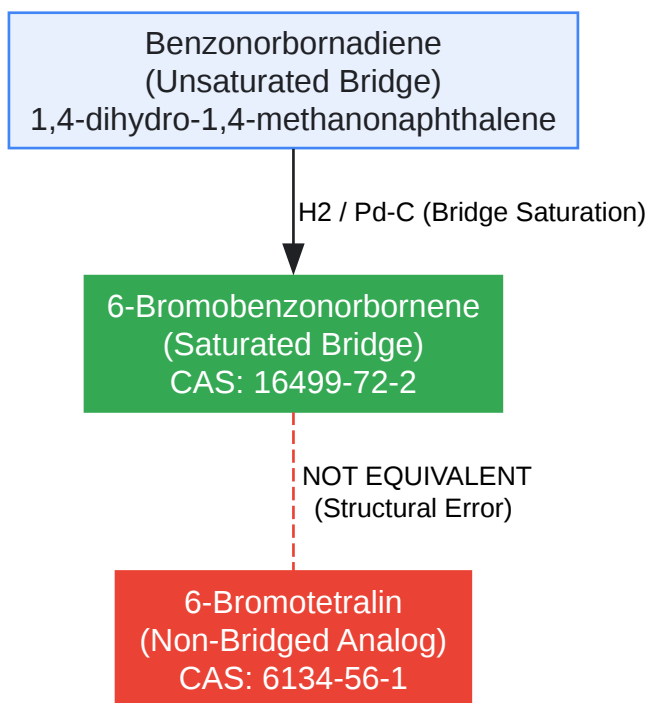 Benzonorbornadiene
(Unsaturated Bridge)
1,4-dihydro-1,4-methanonaphthalene
H2 / Pd-C (Bridge Saturation)
6-Bromobenzonorbornene
(Saturated Bridge)
CAS: 16499-72-2
NOT EQUIVALENT
(Structural Error)
6-Bromotetralin
(Non-Bridged Analog)
CAS: 6134-56-1